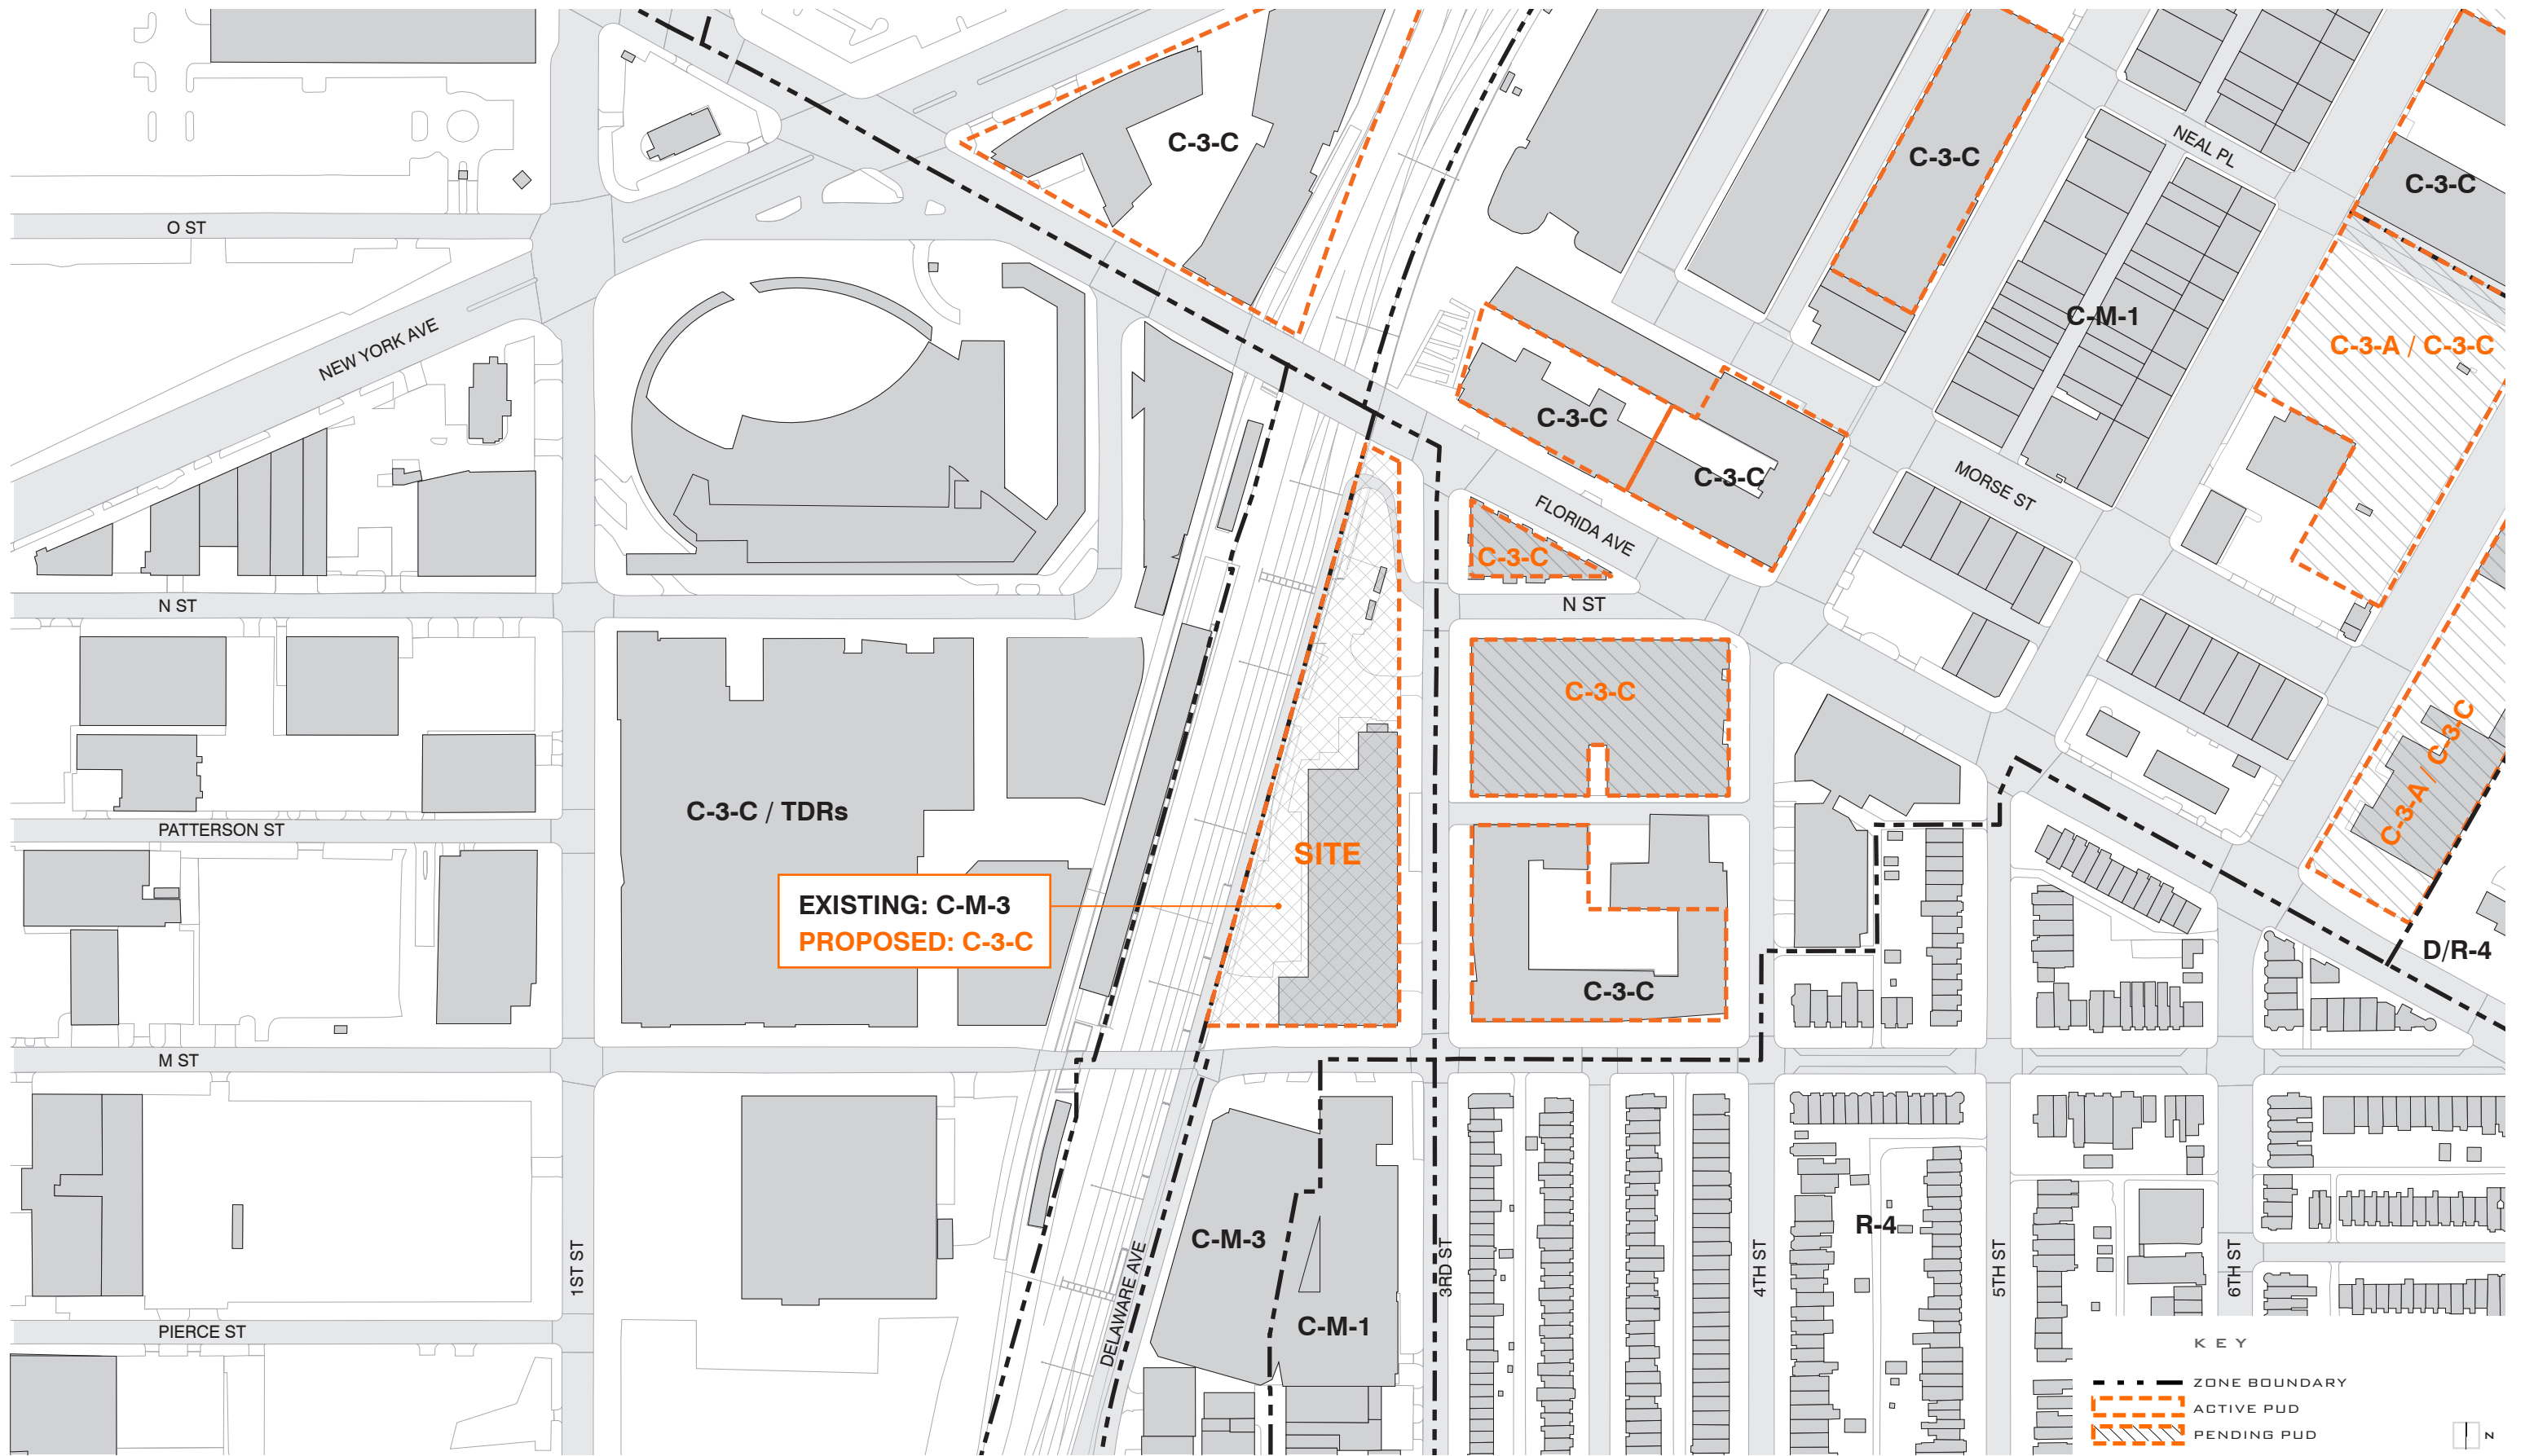 C-3-C
C-3-C
NEAL PL
C-3-C
O ST
C-M-1
NEW YORK AVE
C-3-A / C-3-C
C-3-C
C-3-C
MORSE ST
FLORIDA AVE
C-3-C
N ST
N ST
C-3-C
C-3-A / C-3-C
C-3-C / TDRs
PATTERSON ST
SITE
EXISTING: C-M-3
PROPOSED: C-3-C
D/R-4
C-3-C
M ST
R-4
C-M-3
1ST ST
DELAWARE AVE
3RD ST
4TH ST
5TH ST
6TH ST
C-M-1
PIERCE ST
KEY
ZONE BOUNDARY
ACTIVE PUD
PENDING PUD
N